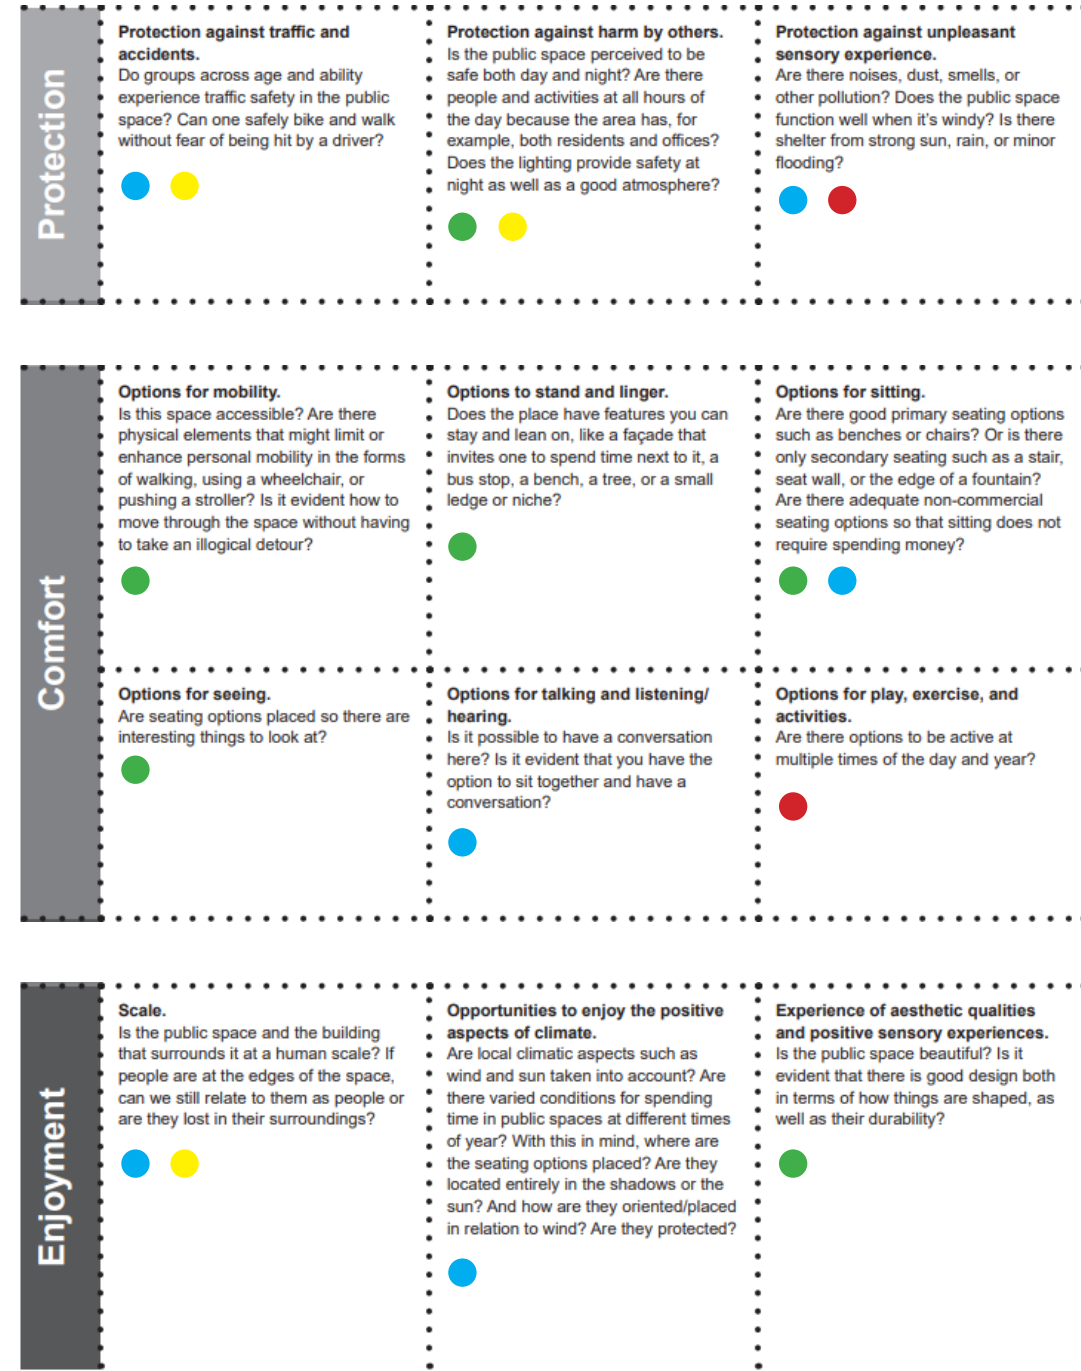 Protection
Protection against traffic and
accidents.
Do groups across age and ability
experience traffic safety in the public
space? Can one safely bike and walk
without fear of being hit by a driver?
Protection against harm by others.
Is the public space perceived to be
safe both day and night? Are there
people and activities at all hours of
the day because the area has, for
example, both residents and offices?
Does the lighting provide safety at
night as well as a good atmosphere?
Protection against unpleasant
sensory experience.
Are there noises, dust, smells, or
other pollution? Does the public space
function well when it's windy? Is there
shelter from strong sun, rain, or minor
flooding?
Comfort
Options for mobility.
Is this space accessible? Are there
physical elements that might limit or
enhance personal mobility in the forms
of walking, using a wheelchair, or
pushing a stroller? Is it evident how to
move through the space without having
to take an illogical detour?
Options to stand and linger.
Does the place have features you can
stay and lean on, like a façade that
invites one to spend time next to it, a
bus stop, a bench, a tree, or a small
ledge or niche?
Options for sitting.
Are there good primary seating options
such as benches or chairs? Or is there
only secondary seating such as a stair,
seat wall, or the edge of a fountain?
Are there adequate non-commercial
seating options so that sitting does not
require spending money?
Options for seeing.
Are seating options placed so there are
interesting things to look at?
Options for talking and listening/
hearing.
Is it possible to have a conversation
here? Is it evident that you have the
option to sit together and have a
conversation?
Options for play, exercise, and
activities.
Are there options to be active at
multiple times of the day and year?
Enjoyment
Scale.
Is the public space and the building
that surrounds it at a human scale? If
people are at the edges of the space,
can we still relate to them as people or
are they lost in their surroundings?
Opportunities to enjoy the positive
aspects of climate.
Are local climatic aspects such as
wind and sun taken into account? Are
there varied conditions for spending
time in public spaces at different times
of year? With this in mind, where are
the seating options placed? Are they
located entirely in the shadows or the
sun? And how are they oriented/placed
in relation to wind? Are they protected?
Experience of aesthetic qualities
and positive sensory experiences.
Is the public space beautiful? Is it
evident that there is good design both
in terms of how things are shaped, as
well as their durability?